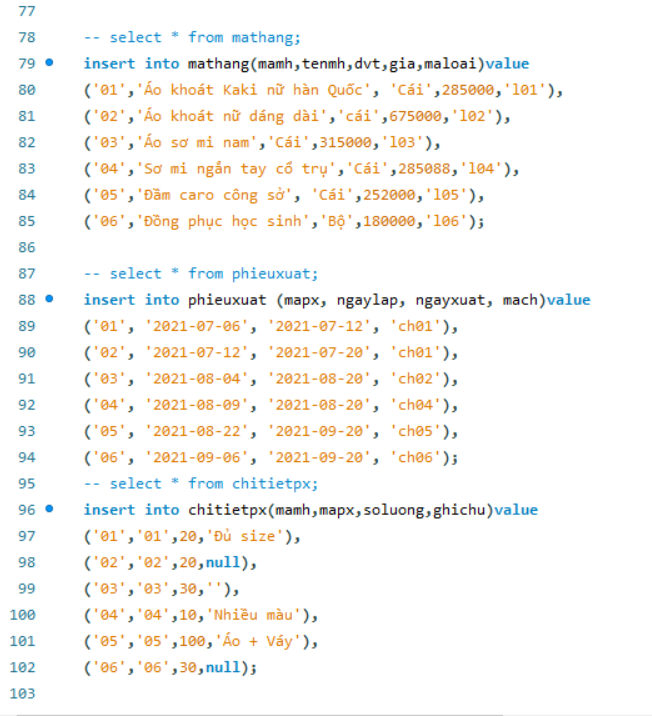 77
78 -- select * from mathang;
79 insert into mathang(mamh,tenmh,dvt,gia,maloai)value
80 ('01','Áo khoát Kaki nữ hàn Quốc', 'Cái',285000,'l01'),
81 ('02','Áo khoát nữ dáng dài','cái',675000,'l02'),
82 ('03','Áo sơ mi nam','Cái',315000,'l03'),
83 ('04','Sơ mi ngắn tay cổ trụ','Cái',285088,'l04'),
84 ('05','Đầm caro công sở', 'Cái',252000,'l05'),
85 ('06','Đồng phục học sinh','Bộ',180000,'l06');
86
87 -- select * from phieuxuat;
88 insert into phieuxuat (mapx, ngaylap, ngayxuat, mach)value
89 ('01', '2021-07-06', '2021-07-12', 'ch01'),
90 ('02', '2021-07-12', '2021-07-20', 'ch01'),
91 ('03', '2021-08-04', '2021-08-20', 'ch02'),
92 ('04', '2021-08-09', '2021-08-20', 'ch04'),
93 ('05', '2021-08-22', '2021-09-20', 'ch05'),
94 ('06', '2021-09-06', '2021-09-20', 'ch06');
95 -- select * from chitietpx;
96 insert into chitietpx(mamh,mapx,soluong,ghichu)value
97 ('01','01',20,'Đủ size'),
98 ('02','02',20,null),
99 ('03','03',30,''),
100 ('04','04',10,'Nhiều màu'),
101 ('05','05',100,'Áo + Váy'),
102 ('06','06',30,null);
103